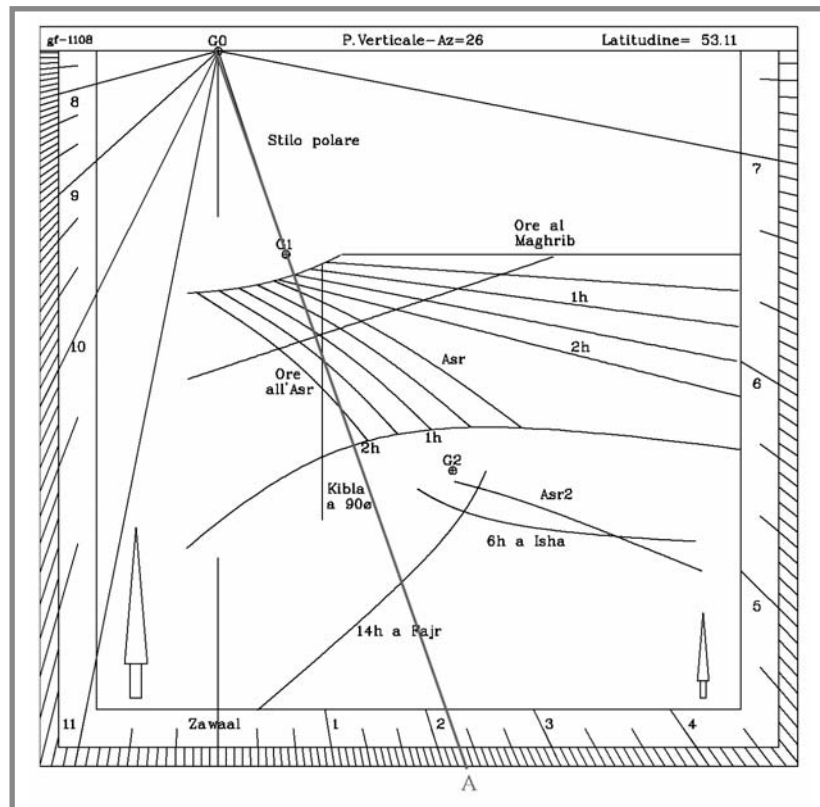 gf-1108
G0
P.Verticale-Az=26
Latitudine= 53.11
8
Stilo polare
7
9
Ore al
Maghrib
G1
1h
10
2h
Asr
6
Ore
all'Asr
1h
2h
G2
Kibla
a 90ø
Asr2
6h a Isha
5
14h a Fajr
11
Zawaal
1
2
3
4
A